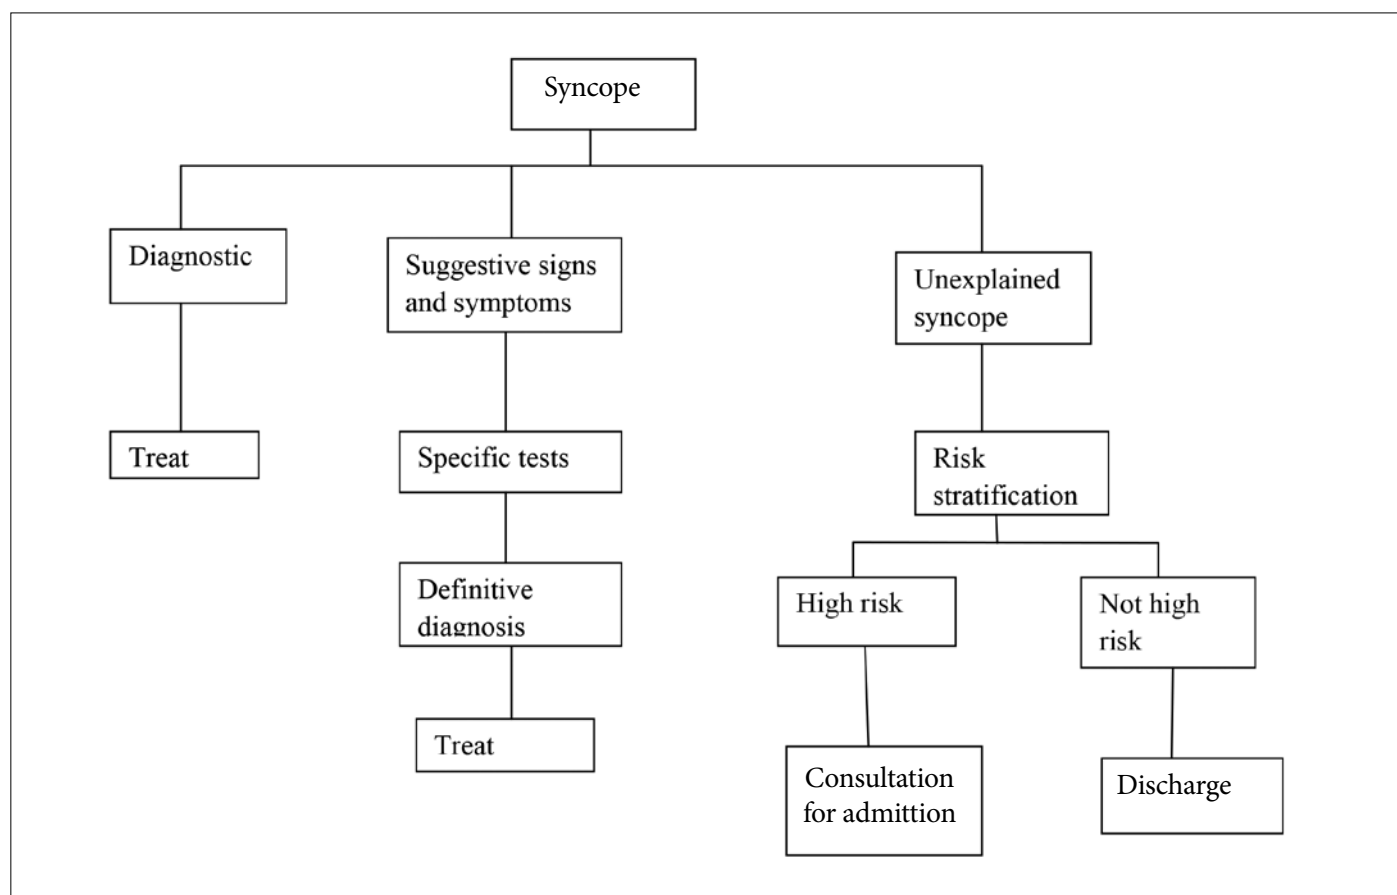 Syncope
Diagnostic
Suggestive signs
and symptoms
Unexplained
syncope
Treat
Specific tests
Risk
stratification
Definitive
diagnosis
High risk
Not high
risk
Treat
Consultation
for admittion
Discharge